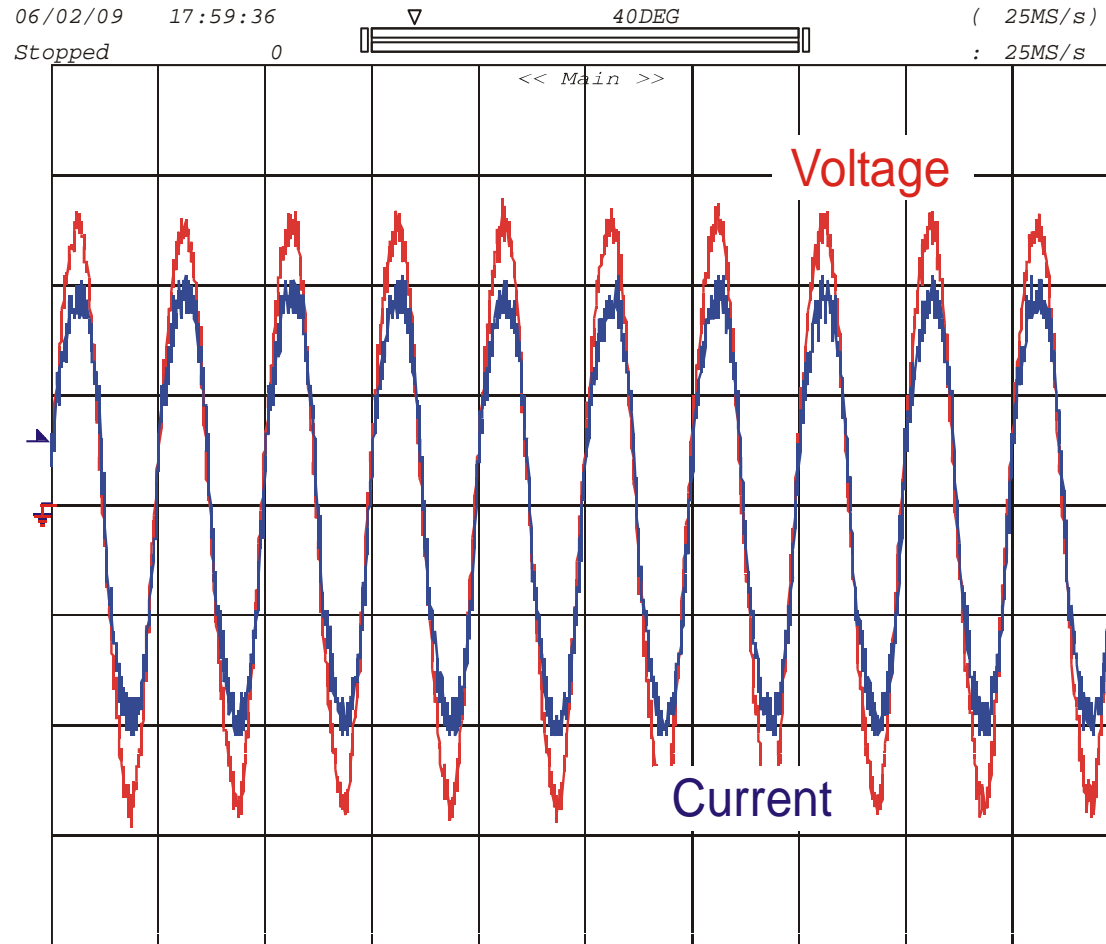 06/02/09 17:59:36 40DEG ( 25MS/s)
Stopped 0 : 25MS/s
<< Main >>
Voltage
Current